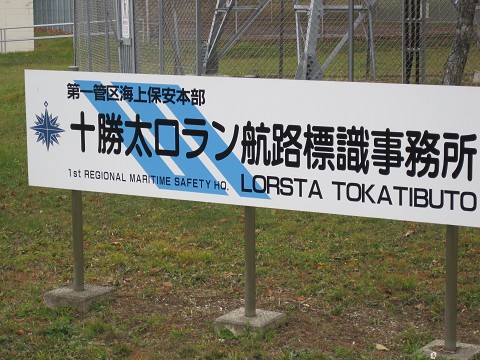 第一管区海上保安本部
十勝太ロラン航路標識事務所
1st REGIONAL MARITIME SAFETY HQ. LORSTA TOKATIBUTO